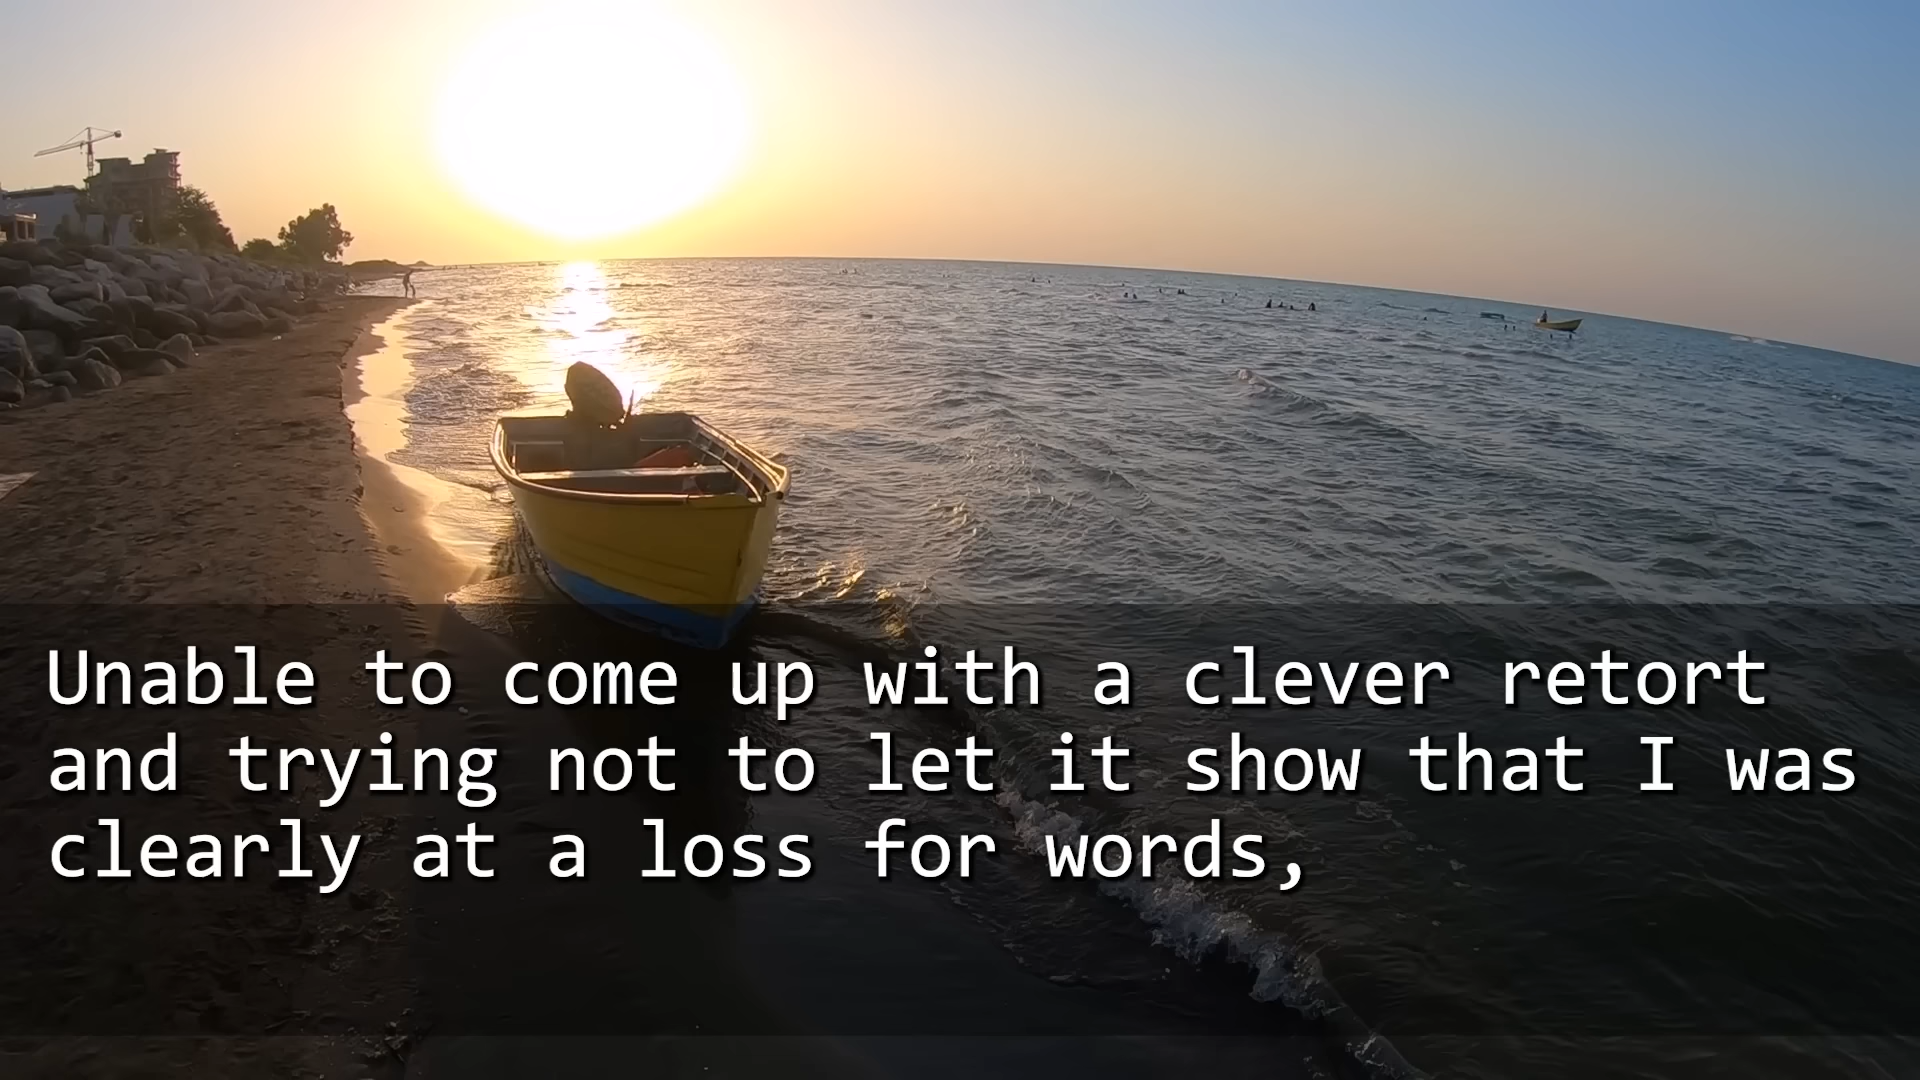 Unable to come up with a clever retort
and trying not to let it show that I was
clearly at a loss for words,